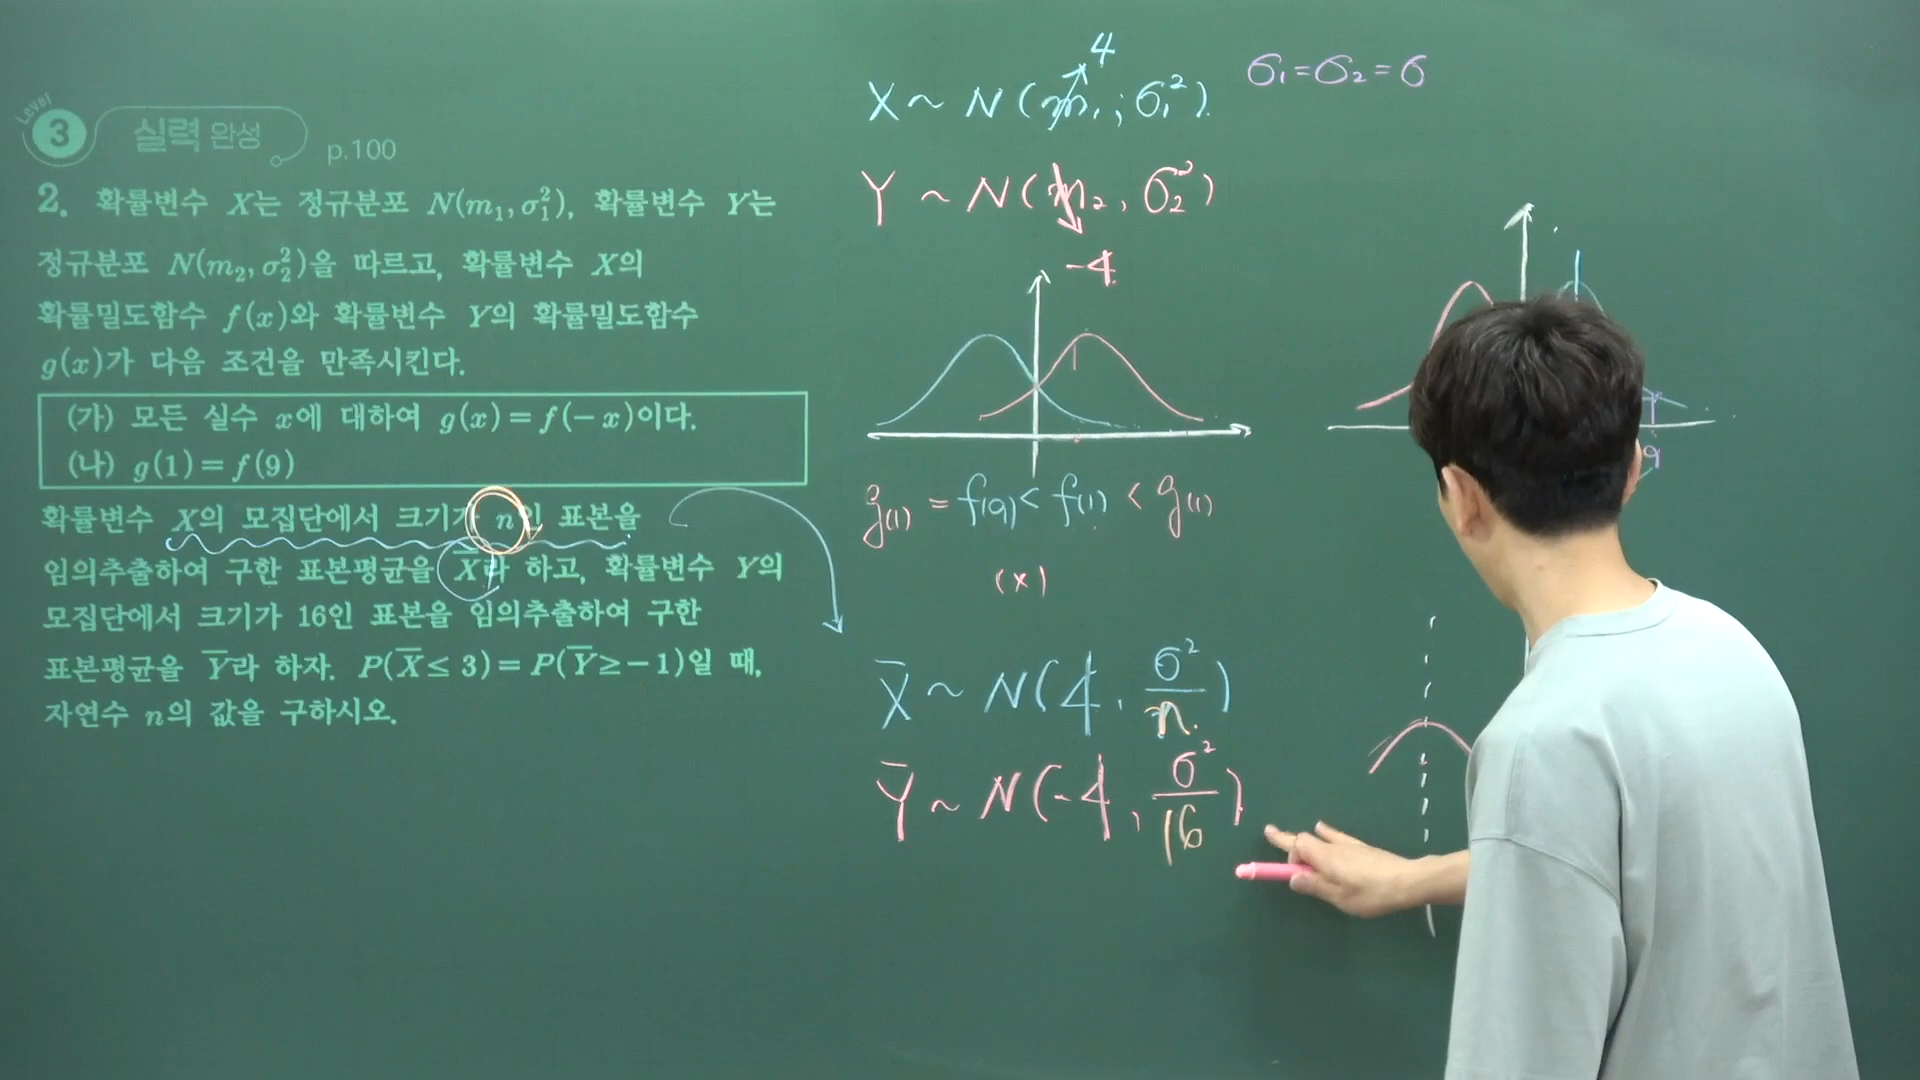 Level
3 실력 완성 p.100
2. 확률변수 X는 정규분포 N(m₁, σ₁²), 확률변수 Y는
정규분포 N(m₂, σ₂²)을 따르고, 확률변수 X의
확률밀도함수 f(x)와 확률변수 Y의 확률밀도함수
g(x)가 다음 조건을 만족시킨다.
(가) 모든 실수 x에 대하여 g(x)=f(−x)이다.
(나) g(1)=f(9)
확률변수 X의 모집단에서 크기가 n인 표본을
임의추출하여 구한 표본평균을 X̄라 하고, 확률변수 Y의
모집단에서 크기가 16인 표본을 임의추출하여 구한
표본평균을 Ȳ라 하자. P(X̄≤3)=P(Ȳ≥−1)일 때,
자연수 n의 값을 구하시오.
4
X ~ N(m₁, σ₁²)
σ₁=σ₂=σ
Y ~ N(m₂, σ₂²)
-4
g(1) = f(9) < f(1) < g(1)
(x)
X̄ ~ N(4, σ²/n)
Ȳ ~ N(-4, σ²/16)
9